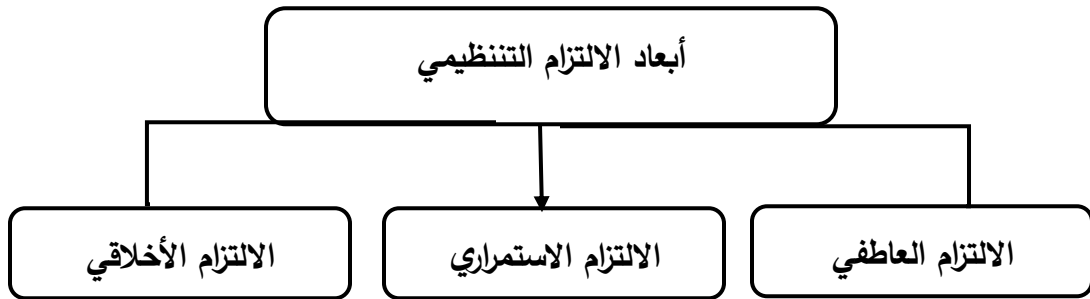 أبعاد الالتزام التننظيمي
الالتزام العاطفي
الالتزام الاستمراري
الالتزام الأخلاقي